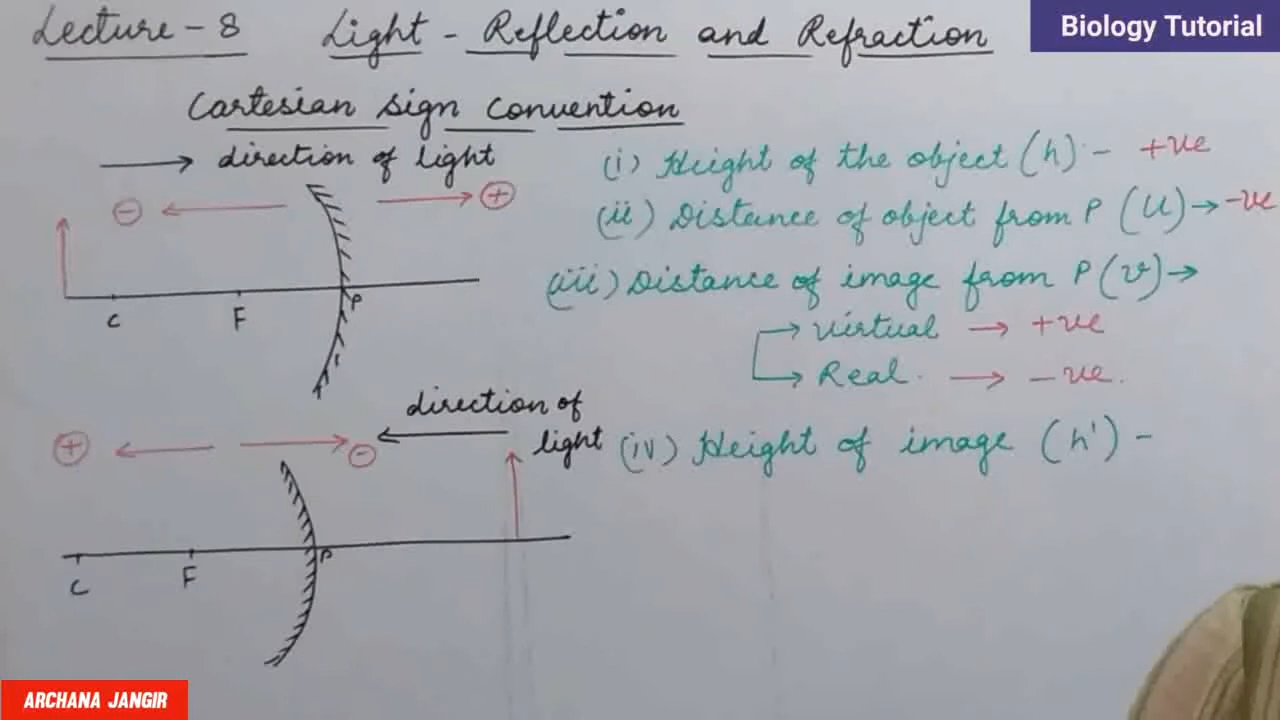 Biology Tutorial
Lecture - 8 Light - Reflection and Refraction
Cartesian sign convention
direction of light
- +
C F P
direction of
light
+ -
C F P
(i) Height of the object (h) - +ve
(ii) Distance of object from P (u) → -ve
(iii) Distance of image from P (v) →
→ virtual → +ve
→ Real. → -ve.
(iv) Height of image (h') -
ARCHANA JANGIR